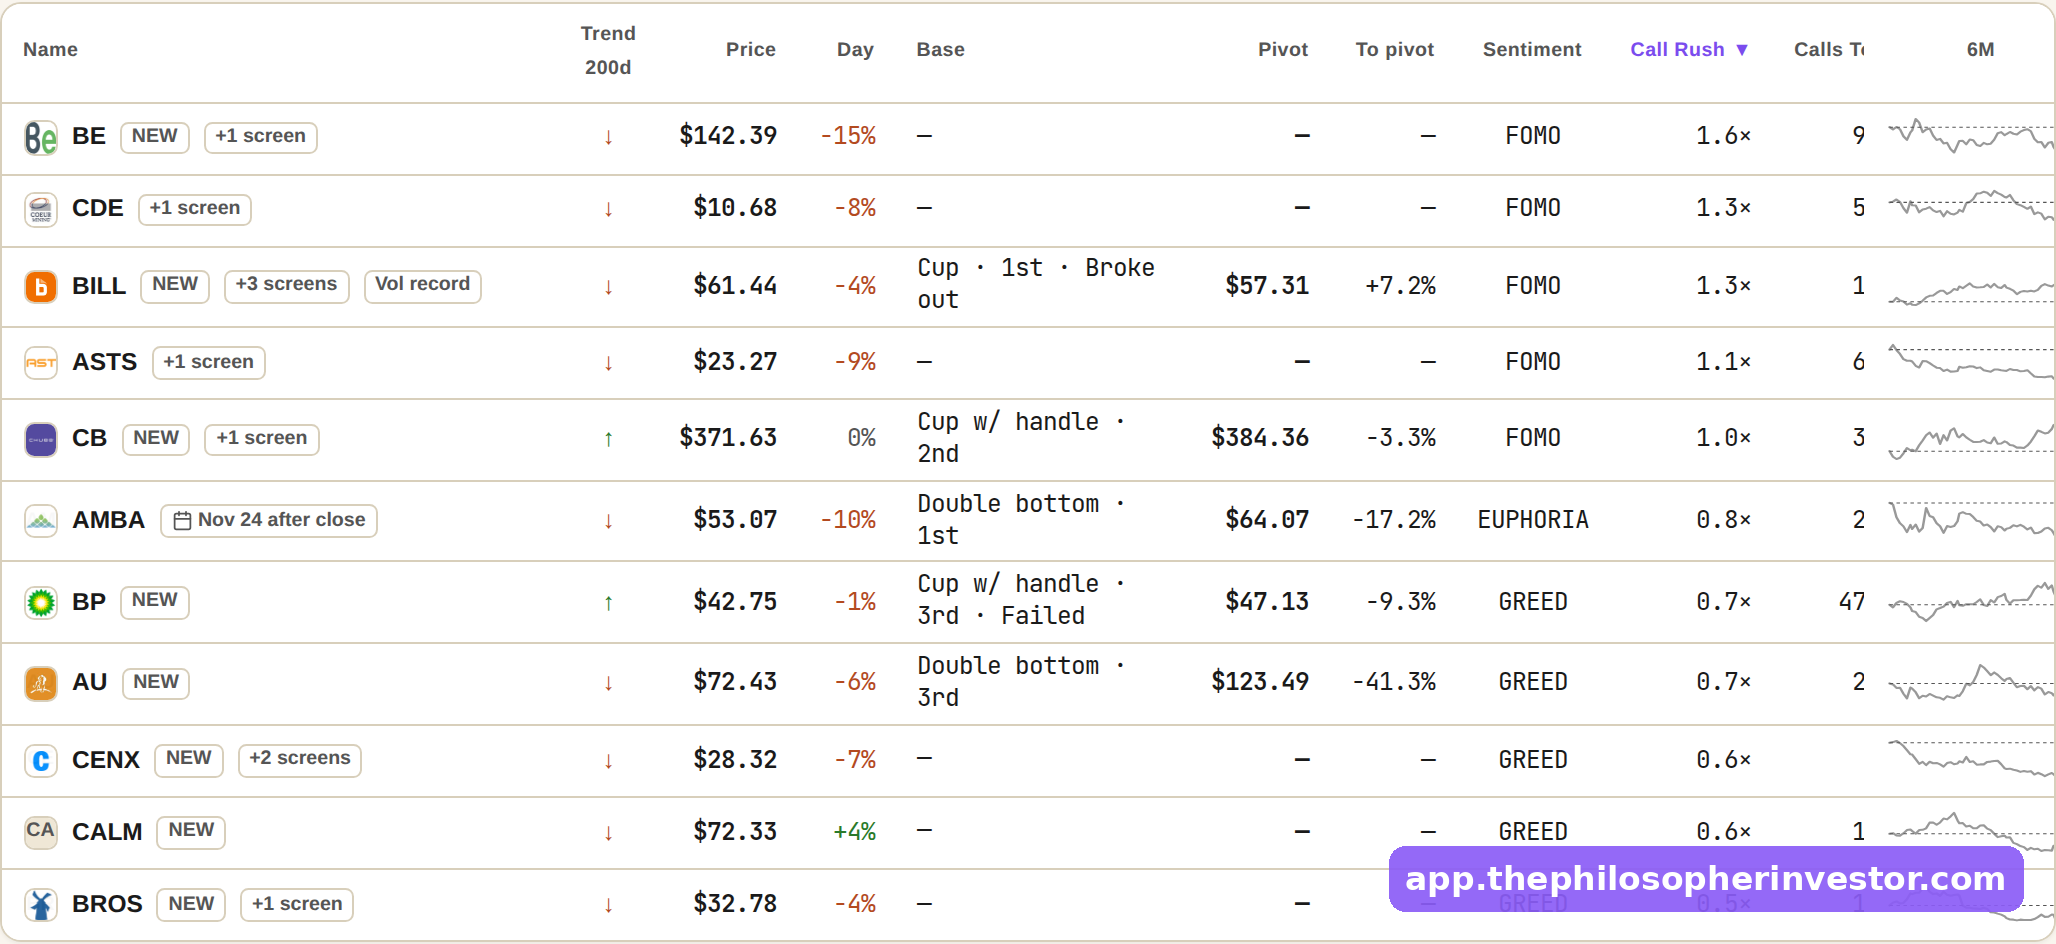 Name Trend 200d Price Day Base Pivot To pivot Sentiment Call Rush ▼ Calls 6M
BE NEW +1 screen ↓ $142.39 -15% — — — FOMO 1.6× 9
CDE +1 screen ↓ $10.68 -8% — — — FOMO 1.3× 5
BILL NEW +3 screens Vol record ↓ $61.44 -4% Cup · 1st · Broke out $57.31 +7.2% FOMO 1.3× 1
ASTS +1 screen ↓ $23.27 -9% — — — FOMO 1.1× 6
CB NEW +1 screen ↑ $371.63 0% Cup w/ handle · 2nd $384.36 -3.3% FOMO 1.0× 3
AMBA Nov 24 after close ↓ $53.07 -10% Double bottom · 1st $64.07 -17.2% EUPHORIA 0.8× 2
BP NEW ↑ $42.75 -1% Cup w/ handle · 3rd · Failed $47.13 -9.3% GREED 0.7× 47
AU NEW ↓ $72.43 -6% Double bottom · 3rd $123.49 -41.3% GREED 0.7× 2
CENX NEW +2 screens ↓ $28.32 -7% — — — GREED 0.6×
CA CALM NEW ↓ $72.33 +4% — — — GREED 0.6× 1
BROS NEW +1 screen ↓ $32.78 -4% — — — GREED 0.5× 1
app.thephilosopherinvestor.com